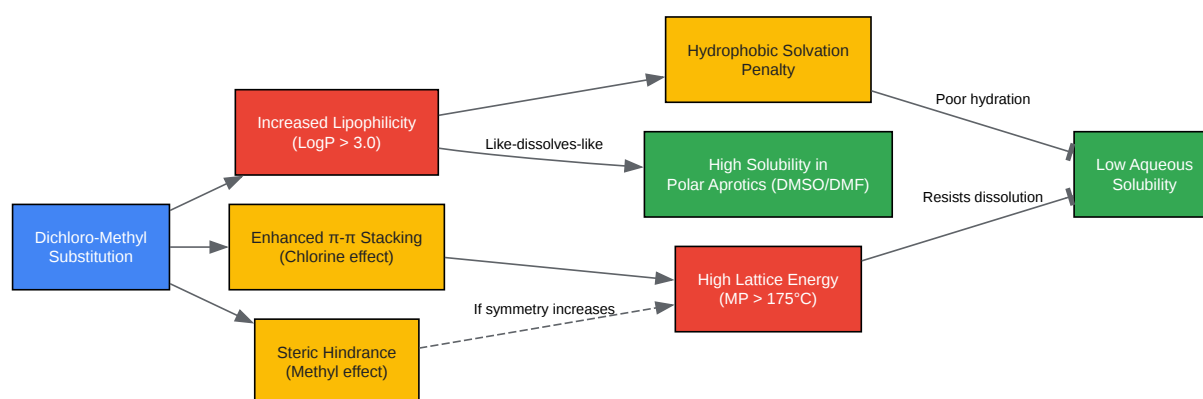 Dichloro-Methyl
Substitution
Increased Lipophilicity
(LogP > 3.0)
Enhanced π-π Stacking
(Chlorine effect)
Steric Hindrance
(Methyl effect)
Like-dissolves-like
If symmetry increases
Hydrophobic Solvation
Penalty
High Solubility in
Polar Aprotics (DMSO/DMF)
High Lattice Energy
(MP > 175°C)
Poor hydration
Resists dissolution
Low Aqueous
Solubility